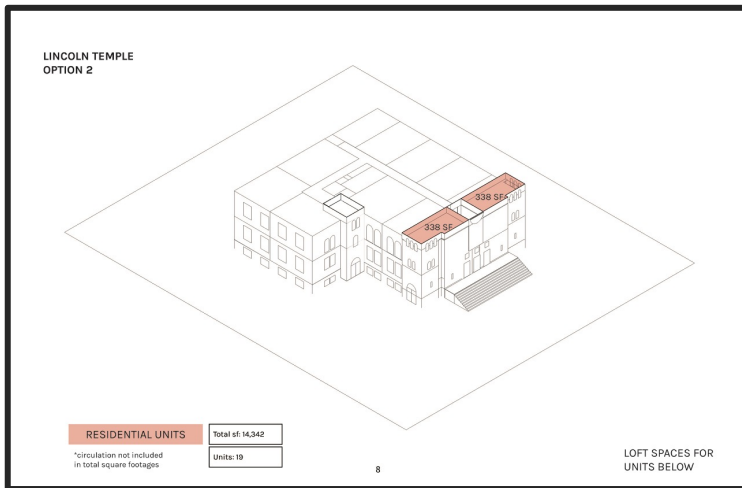 LINCOLN TEMPLE
OPTION 2
338 SF
338 SF
RESIDENTIAL UNITS
Total sf: 14,342
*circulation not included
in total square footages
Units: 19
8
LOFT SPACES FOR
UNITS BELOW